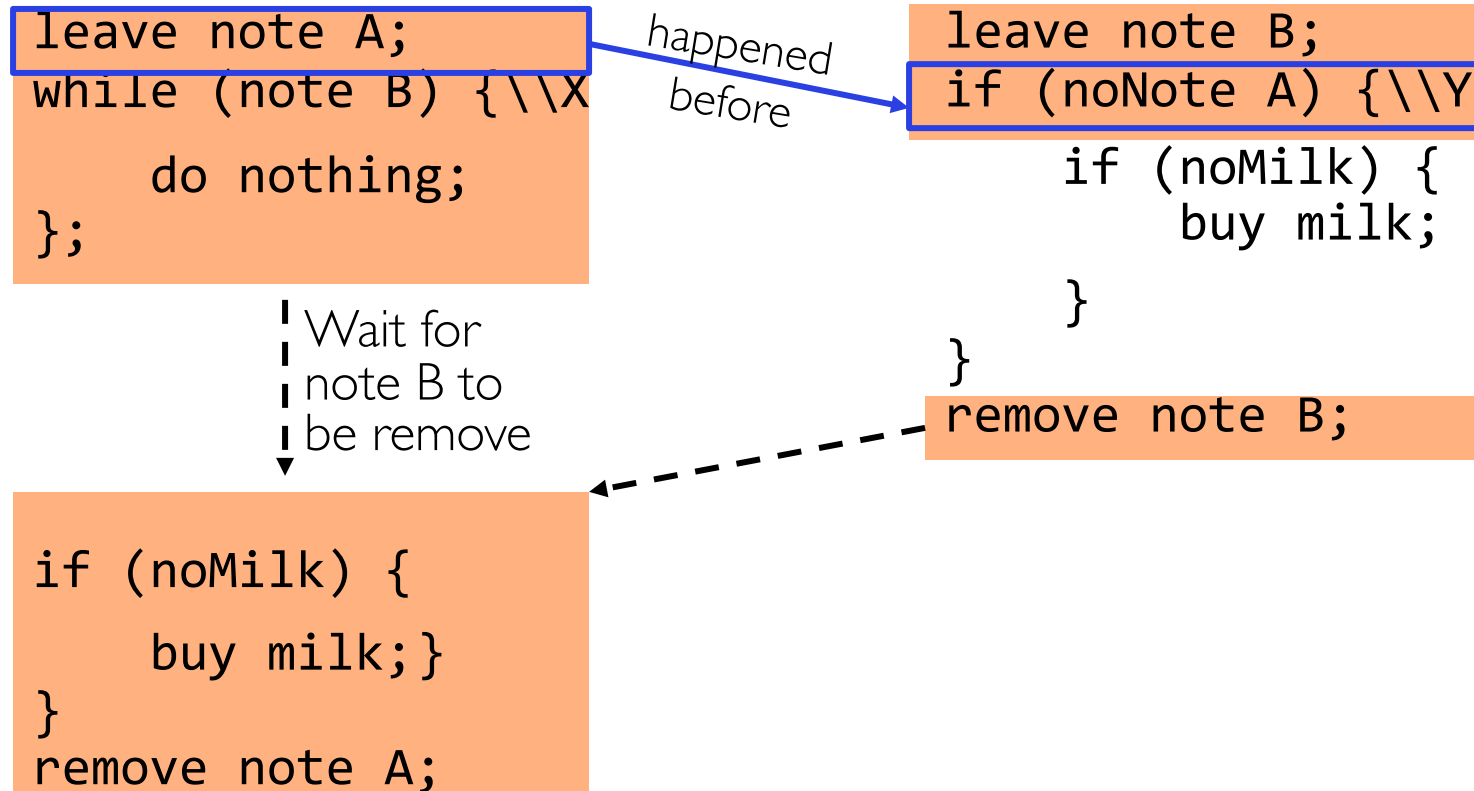 leave note A;
while (note B) {\\X
do nothing;
};
happened
before
leave note B;
if (noNote A) {\\Y
if (noMilk) {
buy milk;
}
}
remove note B;
Wait for
note B to
be remove
if (noMilk) {
buy milk;}
}
remove note A;